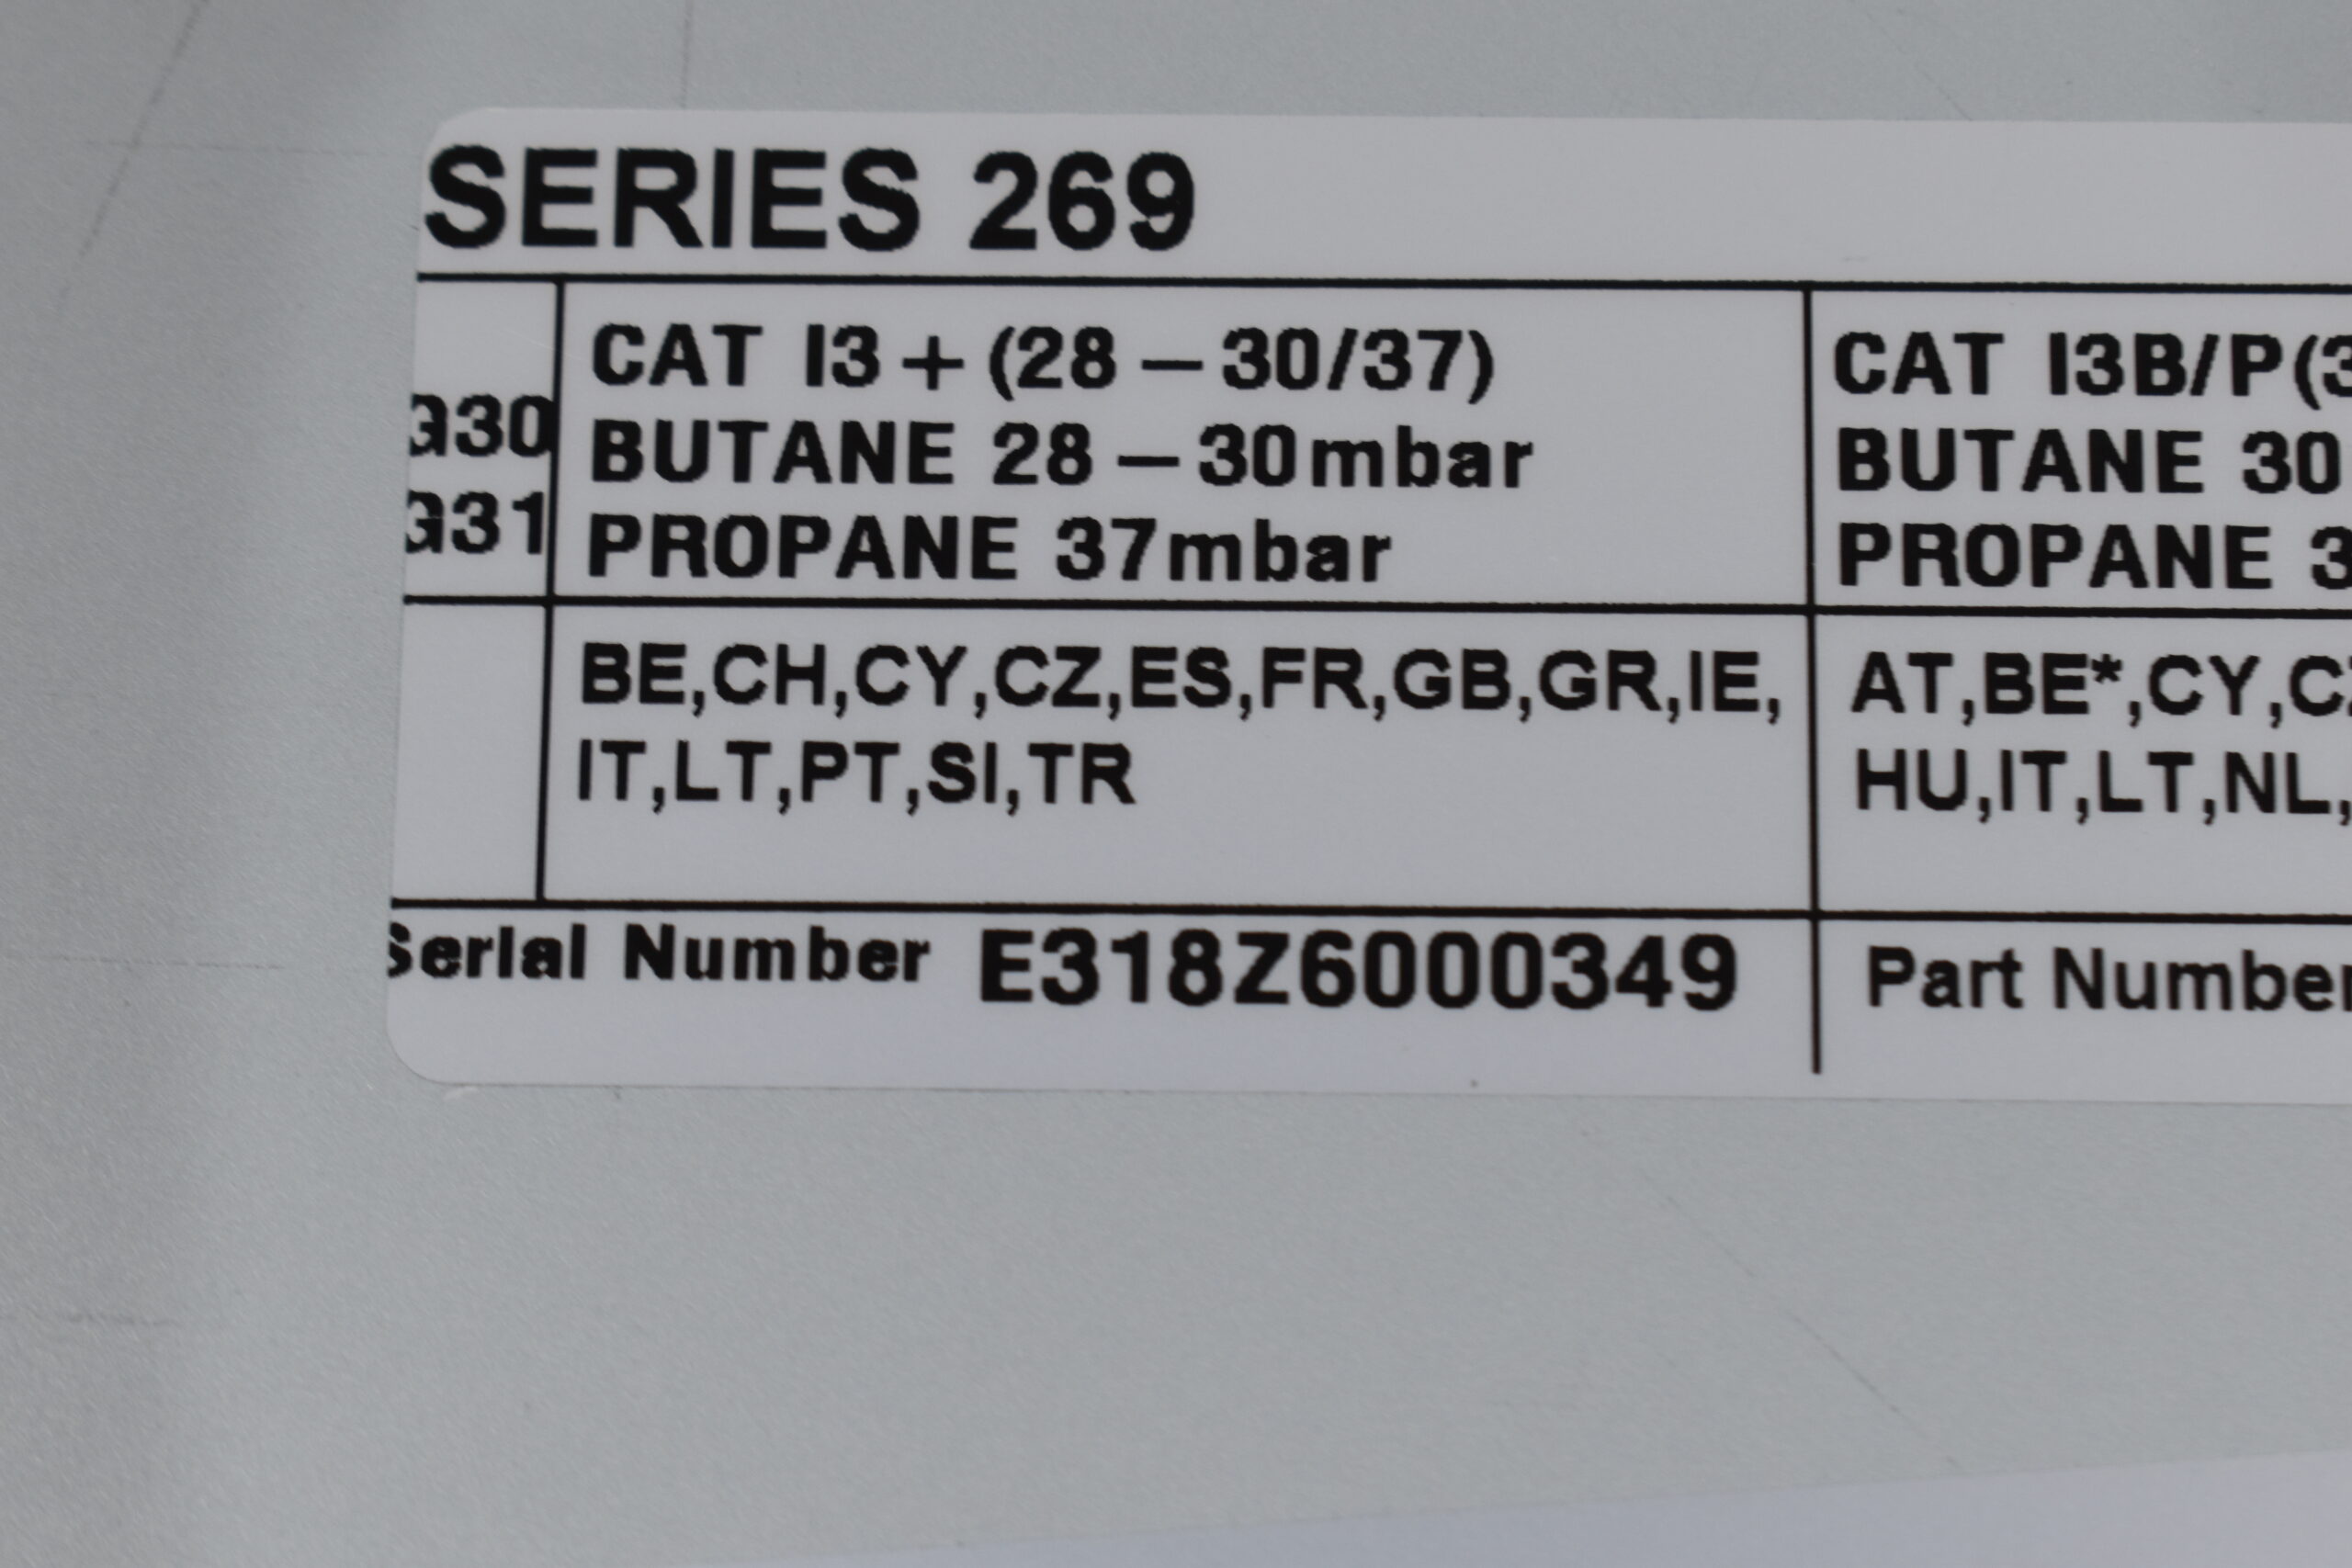 SERIES 269
G30
G31
CAT I3+(28–30/37)
BUTANE 28–30mbar
PROPANE 37mbar
CAT I3B/P(3
BUTANE 30
PROPANE 3
BE,CH,CY,CZ,ES,FR,GB,GR,IE,
IT,LT,PT,SI,TR
AT,BE*,CY,CZ
HU,IT,LT,NL,
Serial Number E318Z6000349
Part Number